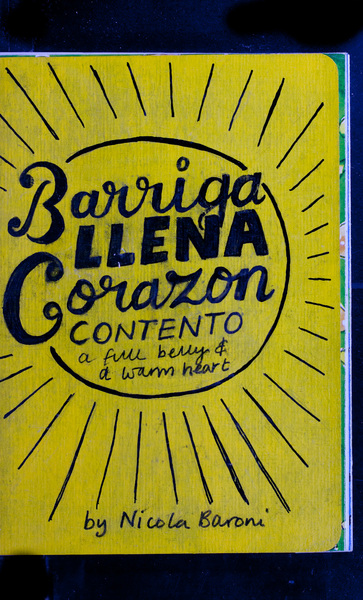 Barriga
LLENA
Corazon
CONTENTO
a full belly &
a warm heart
by Nicola Baroni